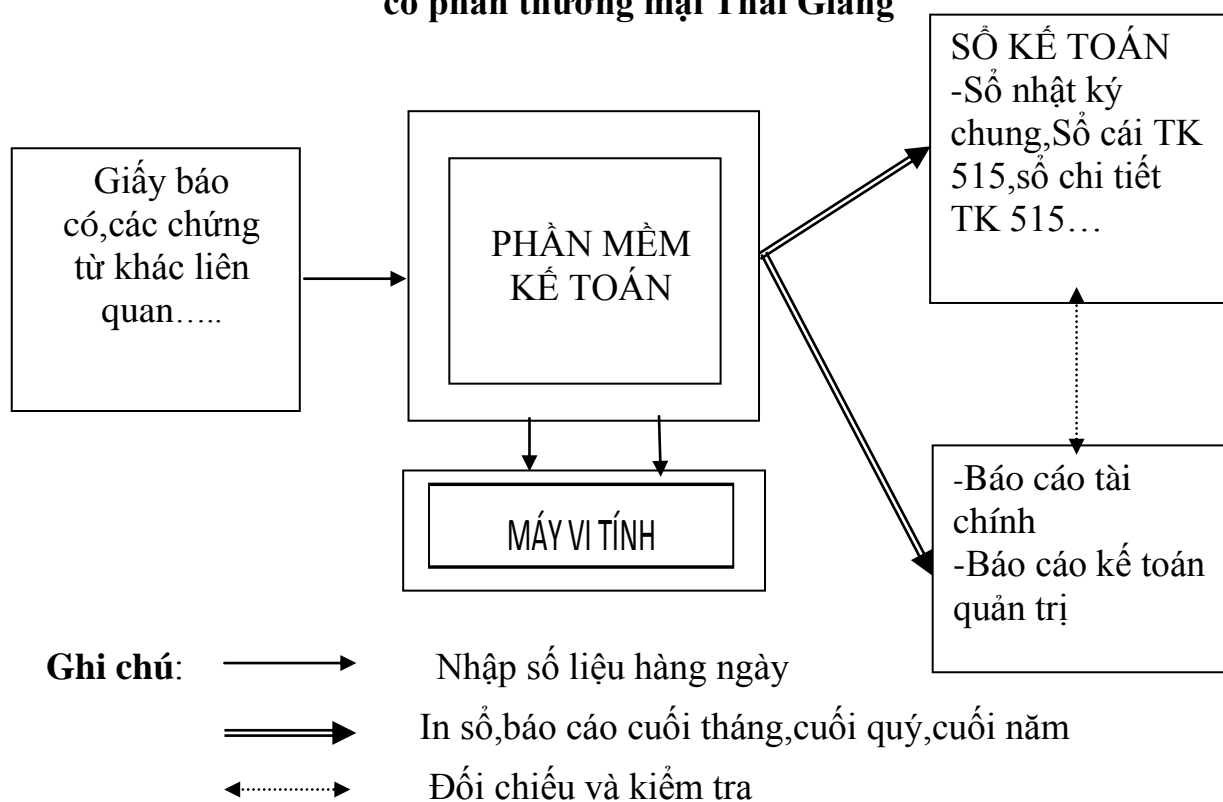 cổ phần thương mại Thái Giang
Giấy báo
có,các chứng
từ khác liên
quan…..
PHẦN MỀM
KẾ TOÁN
MÁY VI TÍNH
SỔ KẾ TOÁN
-Sổ nhật ký
chung,Sổ cái TK
515,sổ chi tiết
TK 515…
-Báo cáo tài
chính
-Báo cáo kế toán
quản trị
Ghi chú:
Nhập số liệu hàng ngày
In sổ,báo cáo cuối tháng,cuối quý,cuối năm
Đối chiếu và kiểm tra